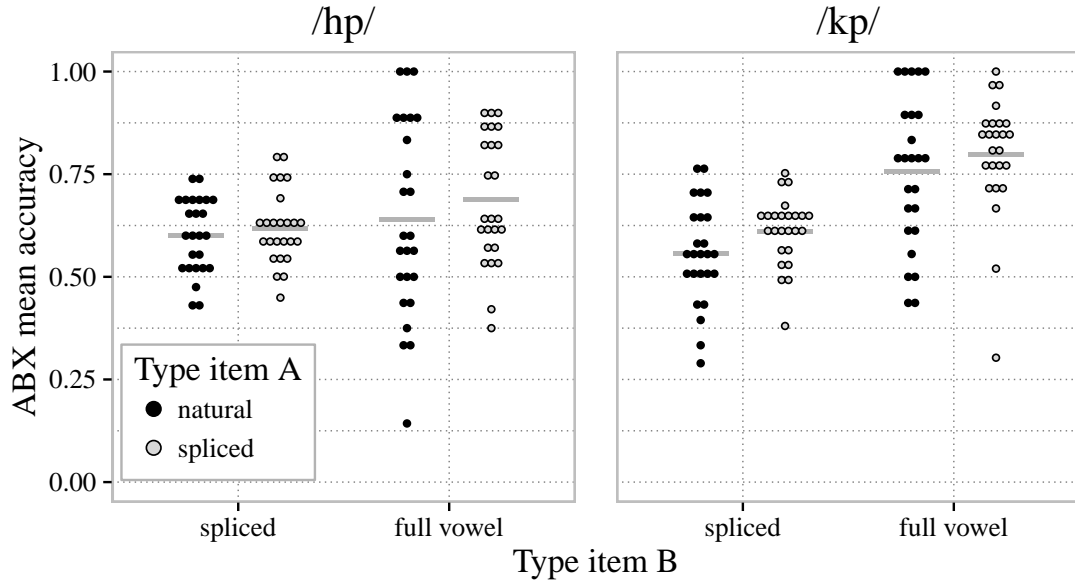 /hp/
/kp/
ABX mean accuracy
1.00
0.75
0.50
0.25
0.00
Type item A
natural
spliced
spliced
full vowel
spliced
full vowel
Type item B